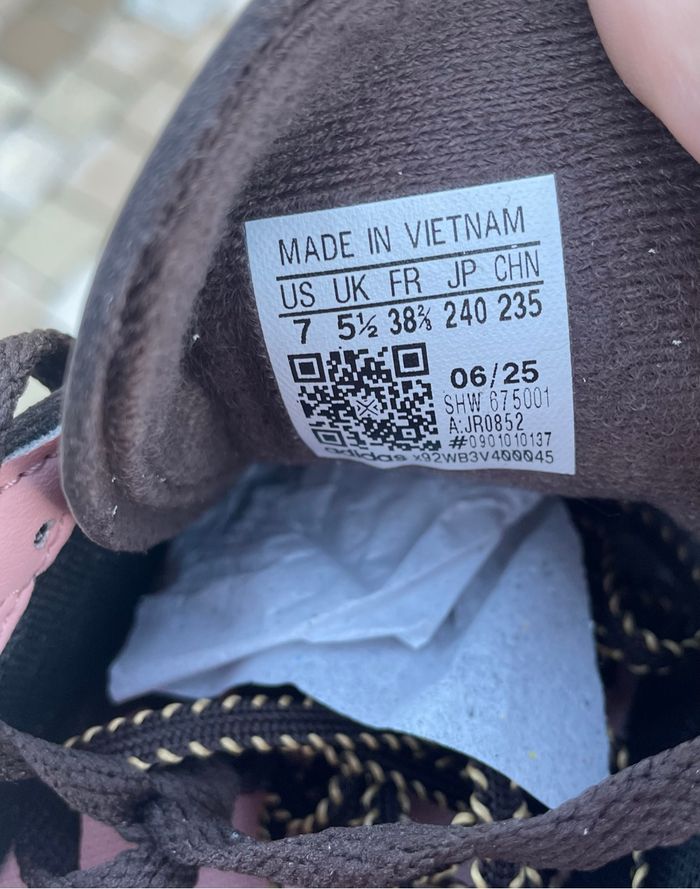 MADE IN VIETNAM
US UK FR JP CHN
7 5½ 38⅔ 240 235
06/25
SHW 675001
A:JR0852
#0901010137
adidas x92WB3V400045